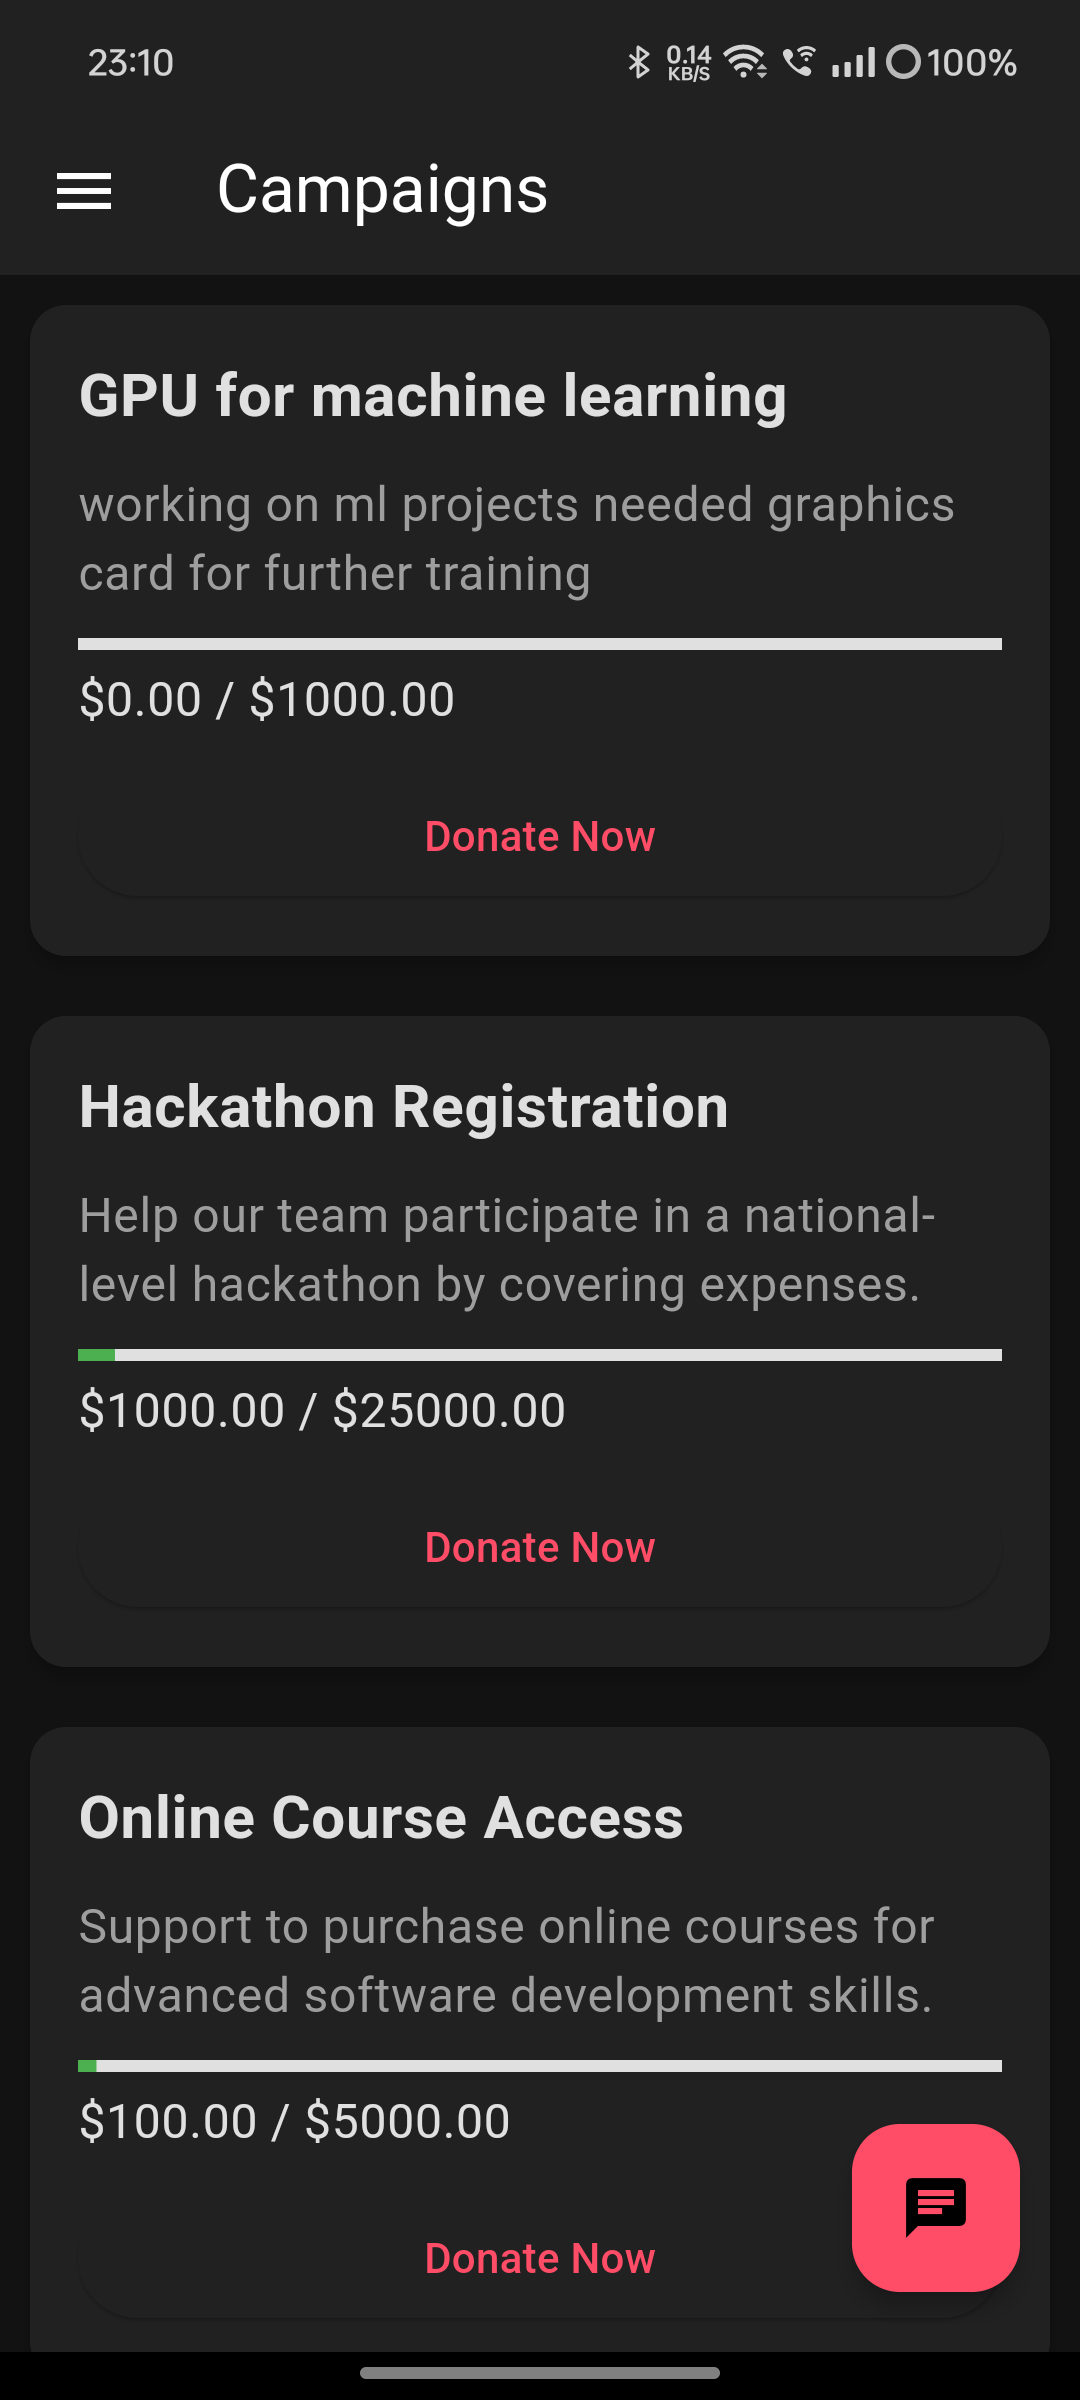 23:10
0.14
KB/S
100%
Campaigns
GPU for machine learning
working on ml projects needed graphics
card for further training
$0.00 / $1000.00
Donate Now
Hackathon Registration
Help our team participate in a national-
level hackathon by covering expenses.
$1000.00 / $25000.00
Donate Now
Online Course Access
Support to purchase online courses for
advanced software development skills.
$100.00 / $5000.00
Donate Now